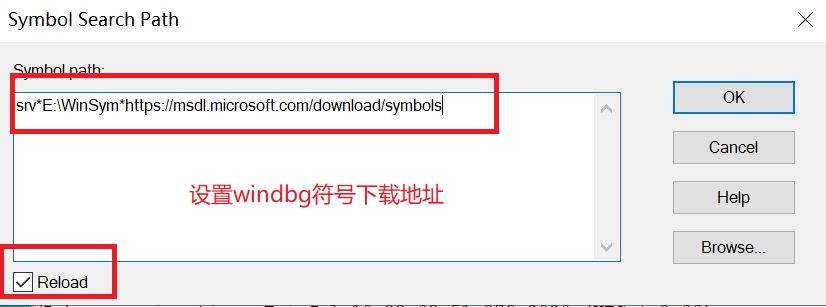 Symbol Search Path
Symbol path:
srv*E:\WinSym*https://msdl.microsoft.com/download/symbols
OK
Cancel
设置windbg符号下载地址
Help
Browse...
Reload